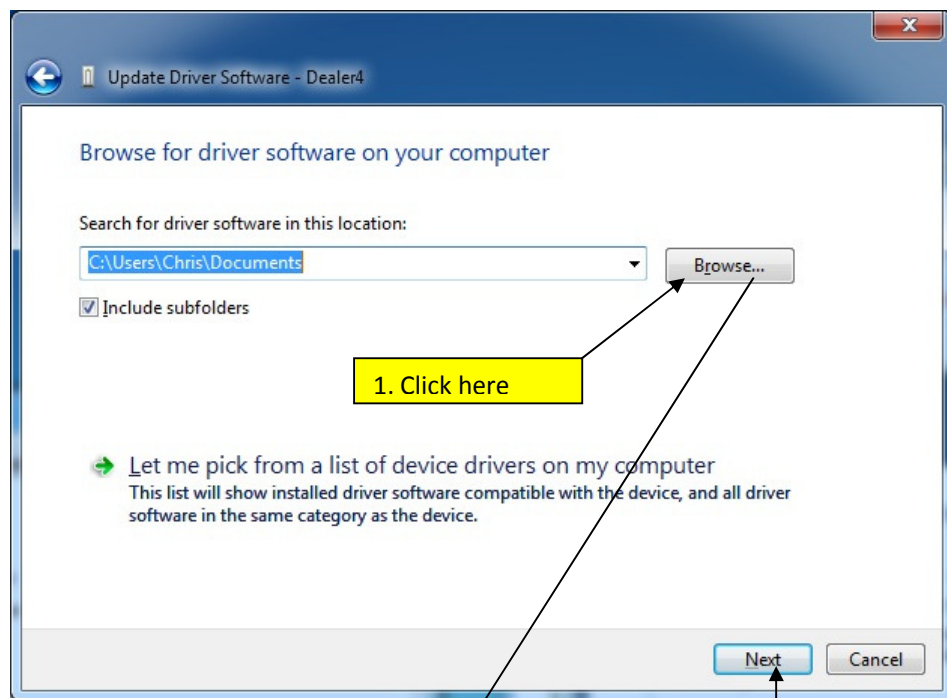 Update Driver Software - Dealer4
Browse for driver software on your computer
Search for driver software in this location:
C:\Users\Chris\Documents
Browse...
Include subfolders
1. Click here
Let me pick from a list of device drivers on my computer
This list will show installed driver software compatible with the device, and all driver
software in the same category as the device.
Next
Cancel